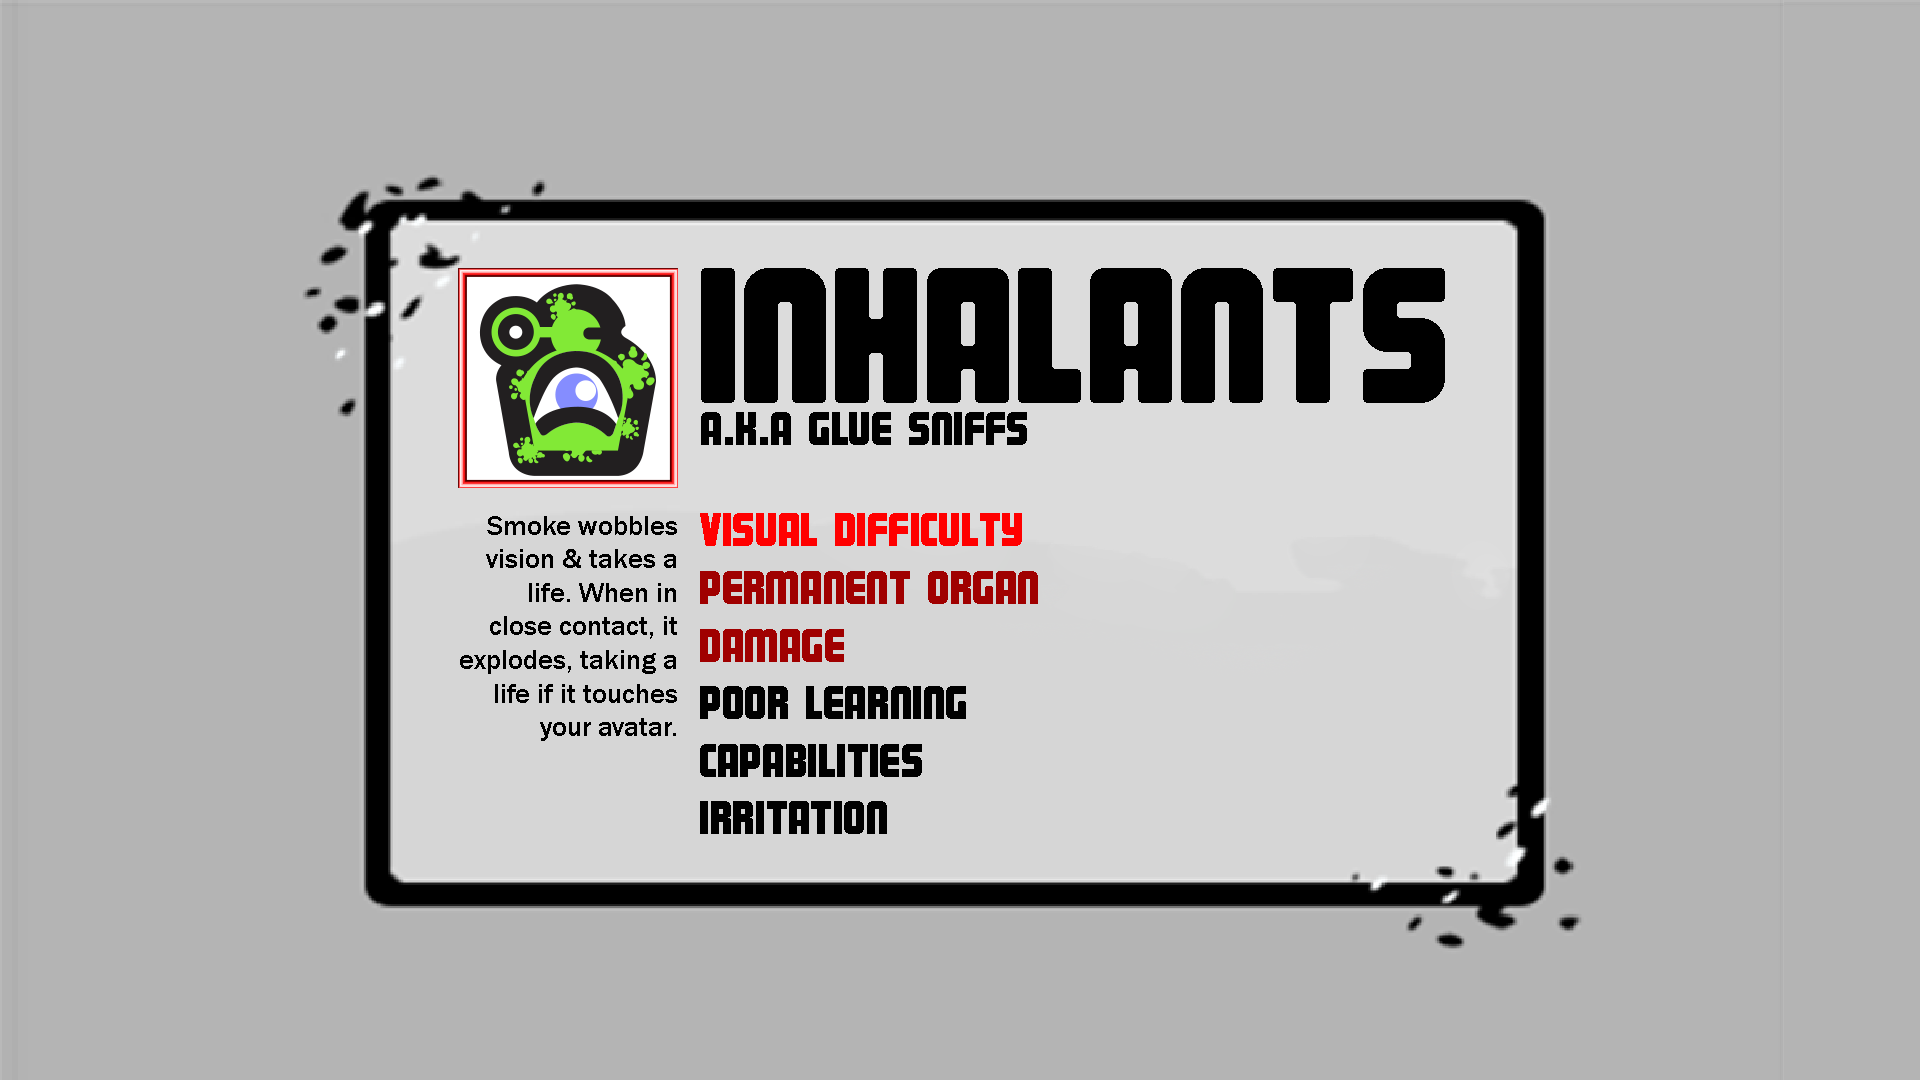 INHALANTS
A.K.A GLUE SNIFFS
Smoke wobbles
vision & takes a
life. When in
close contact, it
explodes, taking a
life if it touches
your avatar.
VISUAL DIFFICULTY
PERMANENT ORGAN
DAMAGE
POOR LEARNING
CAPABILITIES
IRRITATION